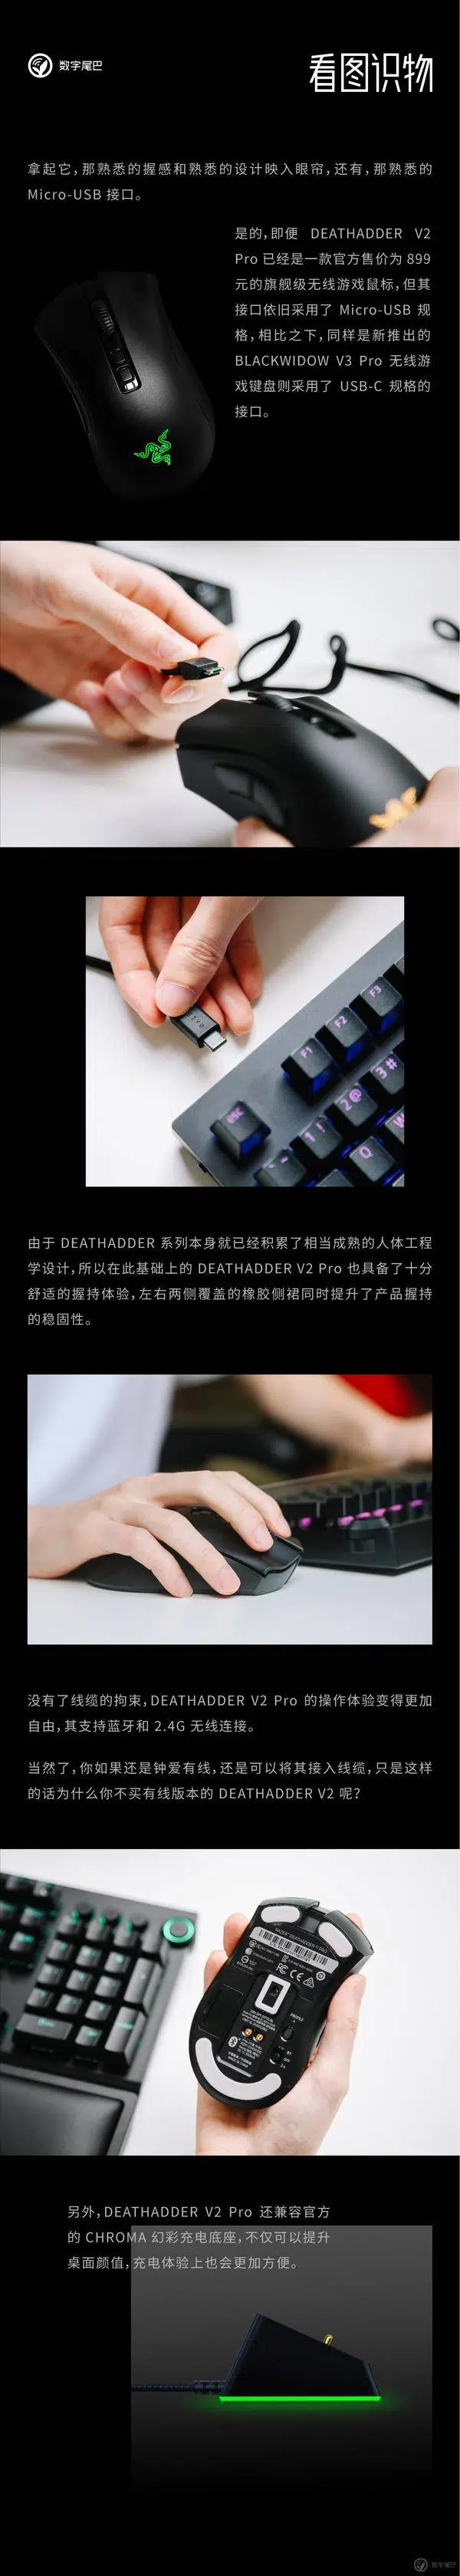 数字尾巴
看图识物
拿起它,那熟悉的握感和熟悉的设计映入眼帘,还有,那熟悉的
Micro-USB 接口。
是的,即便 DEATHADDER V2
Pro 已经是一款官方售价为 899
元的旗舰级无线游戏鼠标,但其
接口依旧采用了 Micro-USB 规
格,相比之下,同样是新推出的
BLACKWIDOW V3 Pro 无线游
戏键盘则采用了 USB-C 规格的
接口。
ESC
F1
F2
F3
1!
2@
3#
Q
W
由于 DEATHADDER 系列本身就已经积累了相当成熟的人体工程
学设计,所以在此基础上的 DEATHADDER V2 Pro 也具备了十分
舒适的握持体验,左右两侧覆盖的橡胶侧裙同时提升了产品握持
的稳固性。
没有了线缆的拘束,DEATHADDER V2 Pro 的操作体验变得更加
自由,其支持蓝牙和 2.4G 无线连接。
当然了,你如果还是钟爱有线,还是可以将其接入线缆,只是这样
的话为什么你不买有线版本的 DEATHADDER V2 呢?
RAZER DEATHADDER V2 PRO
PROFILE
BT
OFF
另外,DEATHADDER V2 Pro 还兼容官方
的 CHROMA 幻彩充电底座,不仅可以提升
桌面颜值,充电体验上也会更加方便。
数字尾巴